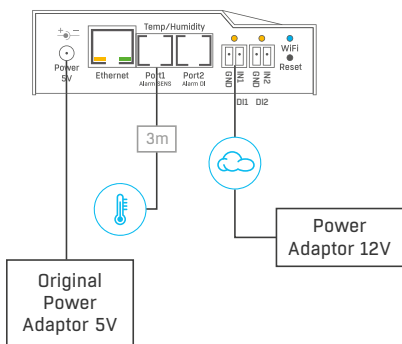 Temp/Humidity
+ −
Power
5V
Ethernet
Port1
Alarm SENS
Port2
Alarm DI
GND
IN1
GND
IN2
DI1
DI2
WiFi
Reset
3m
Power
Adaptor 12V
Original
Power
Adaptor 5V